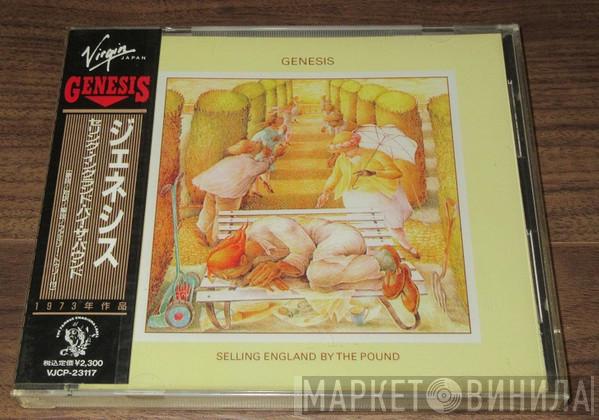 Virgin
JAPAN
GENESIS
ジェネシス
セリング・イングランド・バイ・ザ・パウンド
1973年作品
税込定価¥2,300
VJCP-23117
GENESIS
SELLING ENGLAND BY THE POUND
МАРКЕТ ВИНИЛА